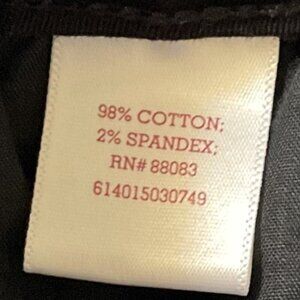 98% COTTON;
2% SPANDEX;
RN# 88083
614015030749